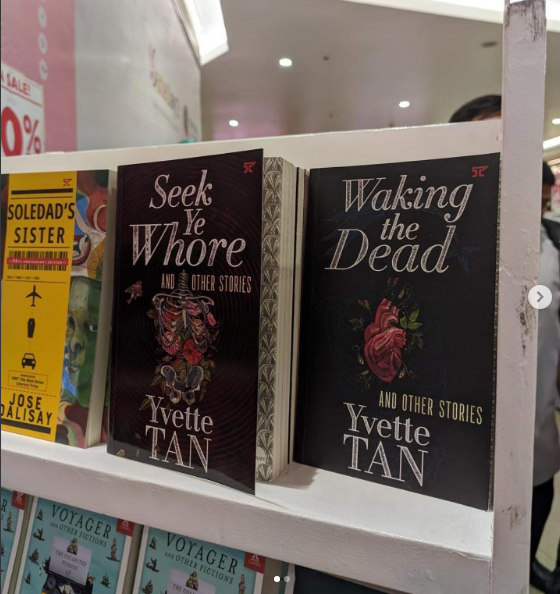 SALE!
0%
SOLEDAD'S
SISTER
JOSE
DALISAY
Seek
Ye
Whore
AND OTHER STORIES
Yvette
TAN
Waking
the
Dead
AND OTHER STORIES
Yvette
TAN
VOYAGER
AND OTHER FICTIONS
VOYAGER
AND OTHER FICTIONS